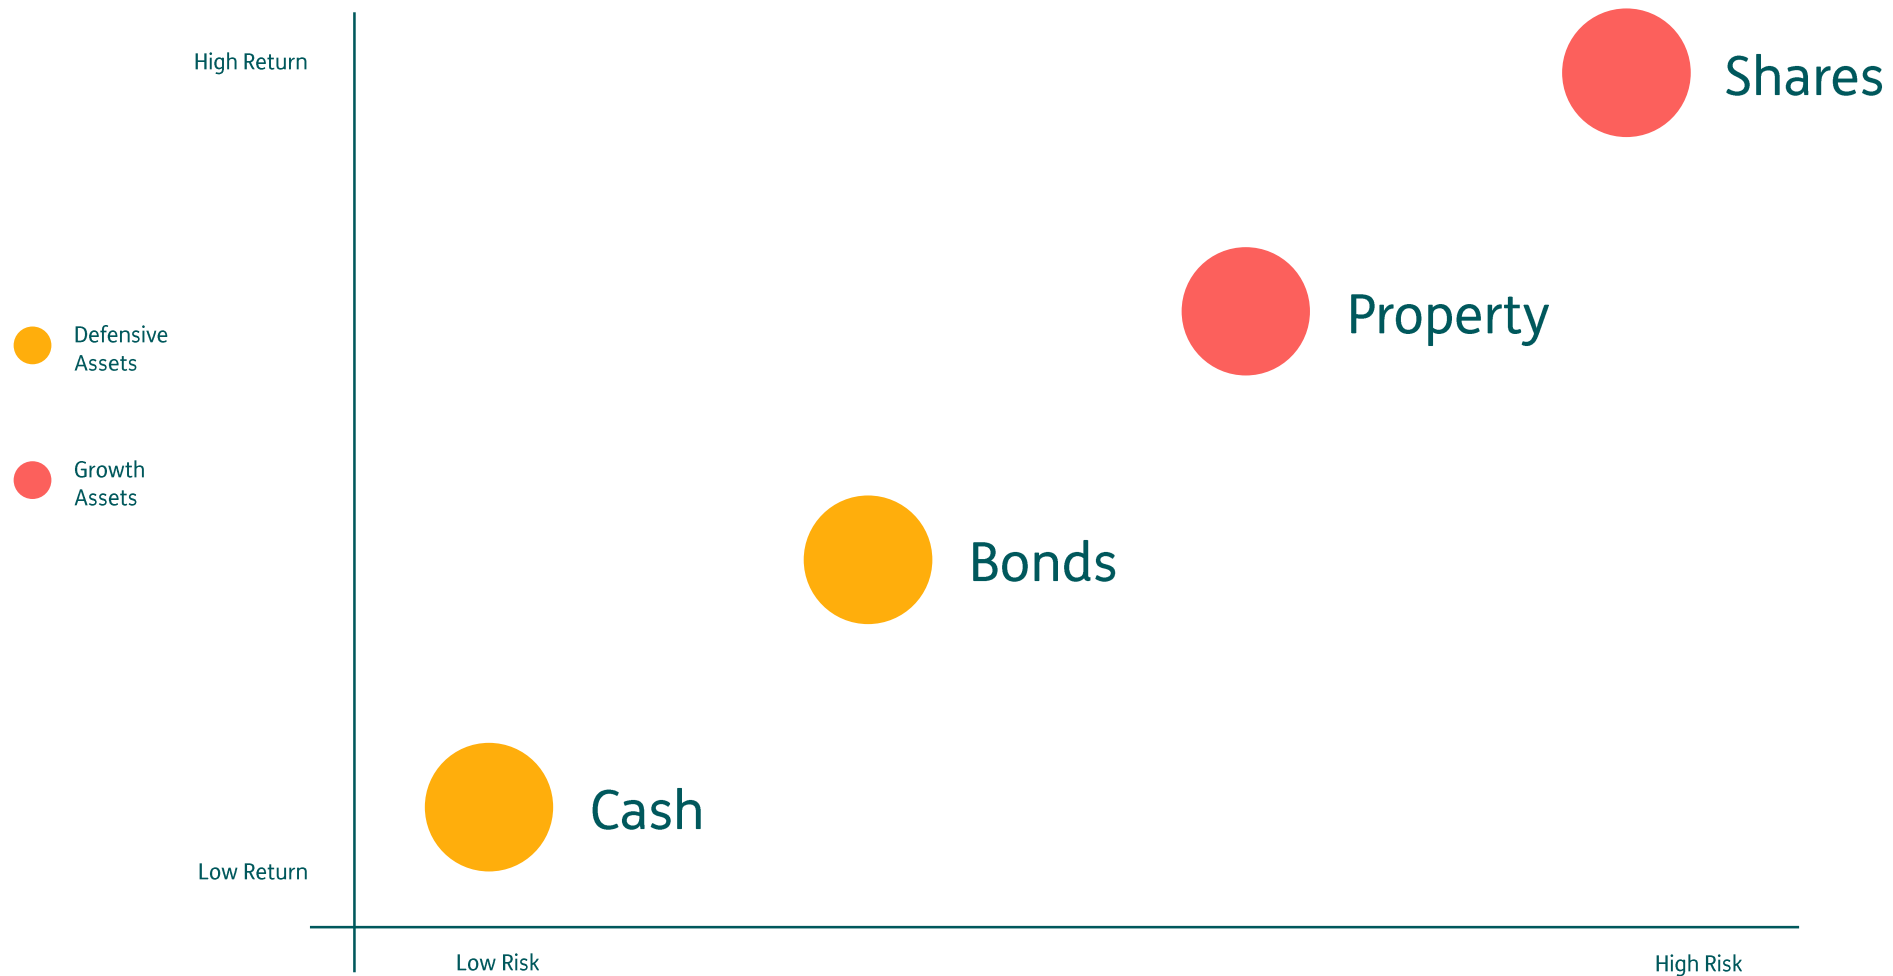 High Return
Shares
Property
Defensive
Assets
Growth
Assets
Bonds
Cash
Low Return
Low Risk
High Risk